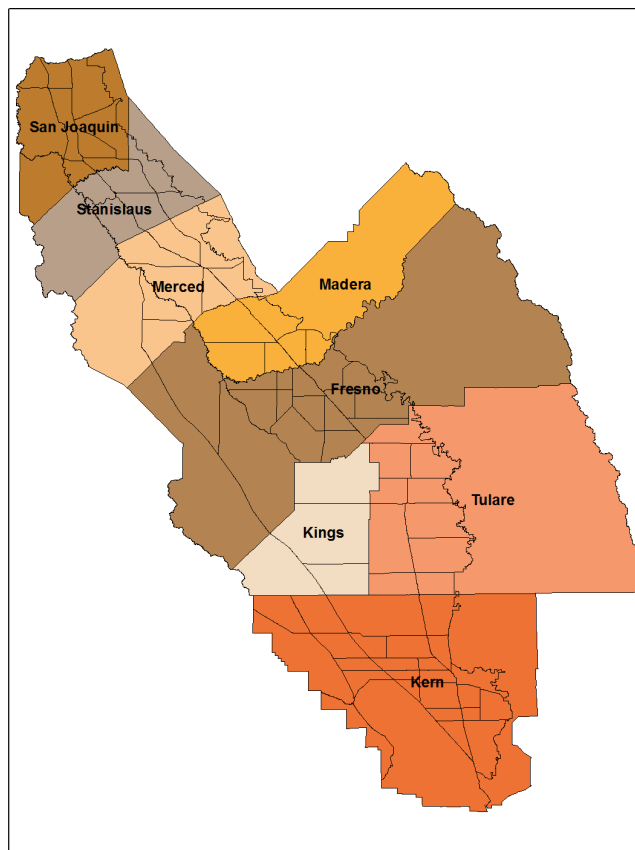 San Joaquin
Stanislaus
Merced
Madera
Fresno
Tulare
Kings
Kern